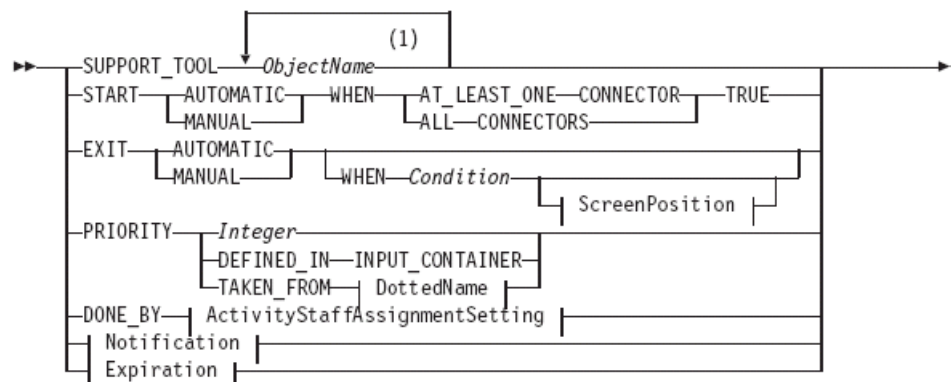 (1)
SUPPORT_TOOL ObjectName
START AUTOMATIC WHEN AT_LEAST_ONE CONNECTOR TRUE
MANUAL ALL CONNECTORS
EXIT AUTOMATIC
MANUAL WHEN Condition
ScreenPosition
PRIORITY Integer
DEFINED_IN INPUT_CONTAINER
TAKEN_FROM DottedName
DONE_BY ActivityStaffAssignmentSetting
Notification
Expiration